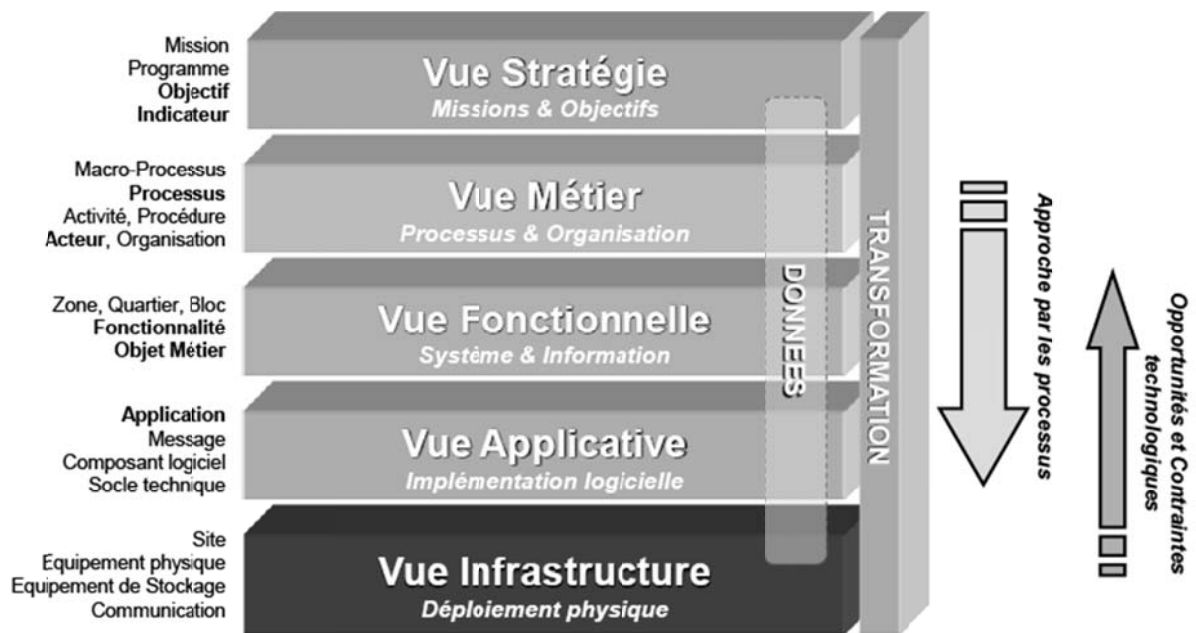 Mission
Programme
Objectif
Indicateur
Vue Stratégie
Missions & Objectifs
Macro-Processus
Processus
Activité, Procédure
Acteur, Organisation
Vue Métier
Processus & Organisation
Zone, Quartier, Bloc
Fonctionnalité
Objet Métier
Vue Fonctionnelle
Système & Information
Application
Message
Composant logiciel
Socle technique
Vue Applicative
Implémentation logicielle
Site
Equipement physique
Equipement de Stockage
Communication
Vue Infrastructure
Déploiement physique
DONNEES
TRANSFORMATION
Approche par les processus
Opportunités et Contraintes
technologiques